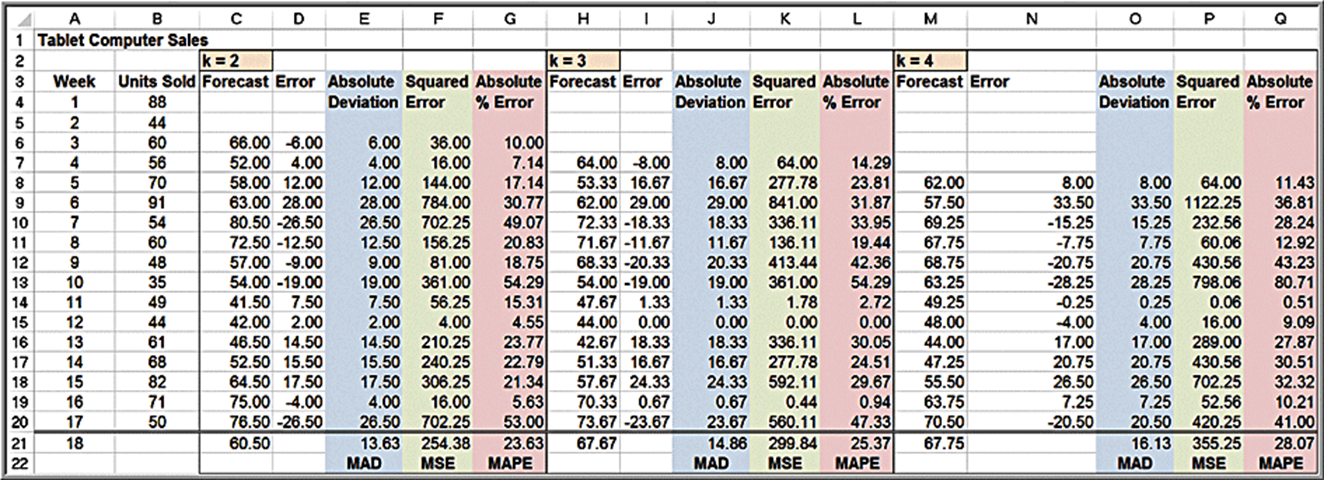 A B C D E F G H I J K L M N O P Q
1 Tablet Computer Sales
2 k = 2 k = 3 k = 4
3 Week Units Sold Forecast Error Absolute Squared Absolute Forecast Error Absolute Squared Absolute Forecast Error Absolute Squared Absolute
4 1 88 Deviation Error % Error Deviation Error % Error Deviation Error % Error
5 2 44
6 3 60 66.00 -6.00 6.00 36.00 10.00
7 4 56 52.00 4.00 4.00 16.00 7.14 64.00 -8.00 8.00 64.00 14.29
8 5 70 58.00 12.00 12.00 144.00 17.14 53.33 16.67 16.67 277.78 23.81 62.00 8.00 8.00 64.00 11.43
9 6 91 63.00 28.00 28.00 784.00 30.77 62.00 29.00 29.00 841.00 31.87 57.50 33.50 33.50 1122.25 36.81
10 7 54 80.50 -26.50 26.50 702.25 49.07 72.33 -18.33 18.33 336.11 33.95 69.25 -15.25 15.25 232.56 28.24
11 8 60 72.50 -12.50 12.50 156.25 20.83 71.67 -11.67 11.67 136.11 19.44 67.75 -7.75 7.75 60.06 12.92
12 9 48 57.00 -9.00 9.00 81.00 18.75 68.33 -20.33 20.33 413.44 42.36 68.75 -20.75 20.75 430.56 43.23
13 10 35 54.00 -19.00 19.00 361.00 54.29 54.00 -19.00 19.00 361.00 54.29 63.25 -28.25 28.25 798.06 80.71
14 11 49 41.50 7.50 7.50 56.25 15.31 47.67 1.33 1.33 1.78 2.72 49.25 -0.25 0.25 0.06 0.51
15 12 44 42.00 2.00 2.00 4.00 4.55 44.00 0.00 0.00 0.00 0.00 48.00 -4.00 4.00 16.00 9.09
16 13 61 46.50 14.50 14.50 210.25 23.77 42.67 18.33 18.33 336.11 30.05 44.00 17.00 17.00 289.00 27.87
17 14 68 52.50 15.50 15.50 240.25 22.79 51.33 16.67 16.67 277.78 24.51 47.25 20.75 20.75 430.56 30.51
18 15 82 64.50 17.50 17.50 306.25 21.34 57.67 24.33 24.33 592.11 29.67 55.50 26.50 26.50 702.25 32.32
19 16 71 75.00 -4.00 4.00 16.00 5.63 70.33 0.67 0.67 0.44 0.94 63.75 7.25 7.25 52.56 10.21
20 17 50 76.50 -26.50 26.50 702.25 53.00 73.67 -23.67 23.67 560.11 47.33 70.50 -20.50 20.50 420.25 41.00
21 18 60.50 13.63 254.38 23.63 67.67 14.86 299.84 25.37 67.75 16.13 355.25 28.07
22 MAD MSE MAPE MAD MSE MAPE MAD MSE MAPE